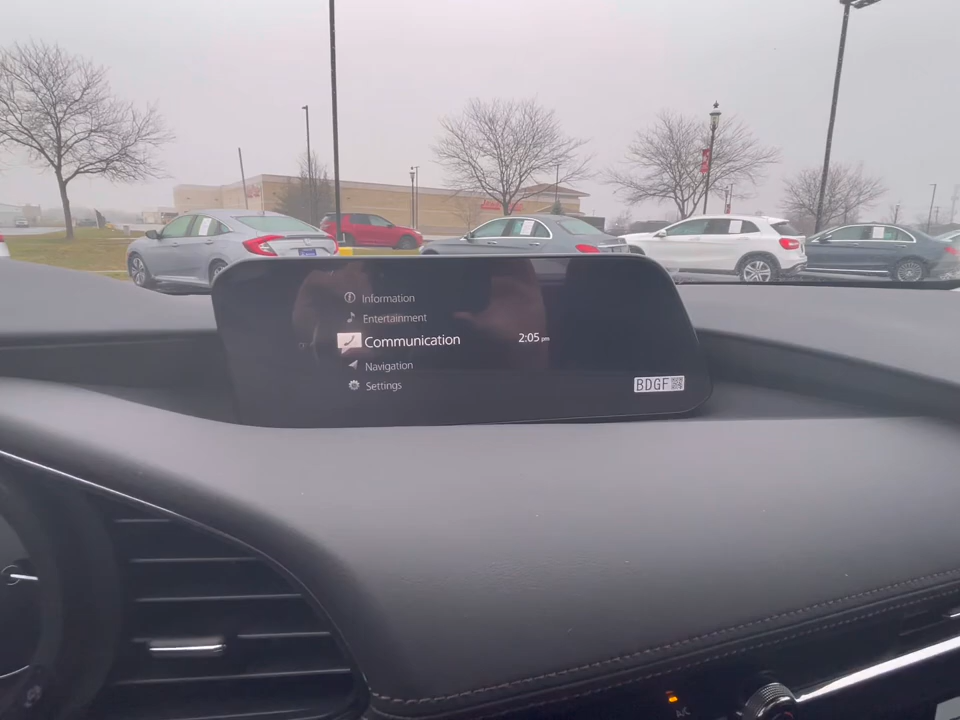 Information
Entertainment
Communication
2:05 pm
Navigation
Settings
BDGF